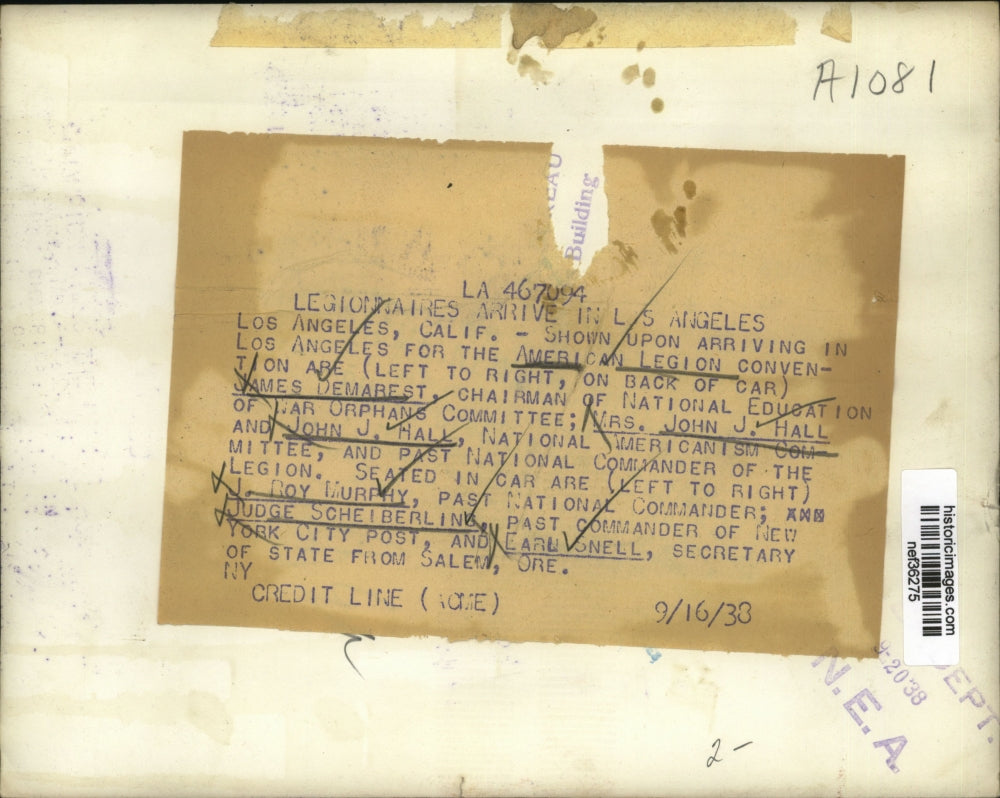 A1081
EAU
Building
LA 467094
LEGIONNAIRES ARRIVE IN L S ANGELES
LOS ANGELES, CALIF. - SHOWN UPON ARRIVING IN
LOS ANGELES FOR THE AMERICAN LEGION CONVEN-
TION ARE (LEFT TO RIGHT, ON BACK OF CAR)
JAMES DEMAREST, CHAIRMAN OF NATIONAL EDUCATION
OF WAR ORPHANS COMMITTEE; MRS. JOHN J. HALL
AND JOHN J. HALL, NATIONAL AMERICANISM COM-
MITTEE, AND PAST NATIONAL COMMANDER OF THE
LEGION. SEATED IN CAR ARE (LEFT TO RIGHT)
J. ROY MURPHY, PAST NATIONAL COMMANDER;
JUDGE SCHEIBERLING, PAST COMMANDER OF NEW
YORK CITY POST, AND EARL SNELL, SECRETARY
OF STATE FROM SALEM, ORE.
NY
CREDIT LINE (ACME) 9/16/38
historicimages.com
nef36275
9-20 38
DEPT.
N.E.A.
2-